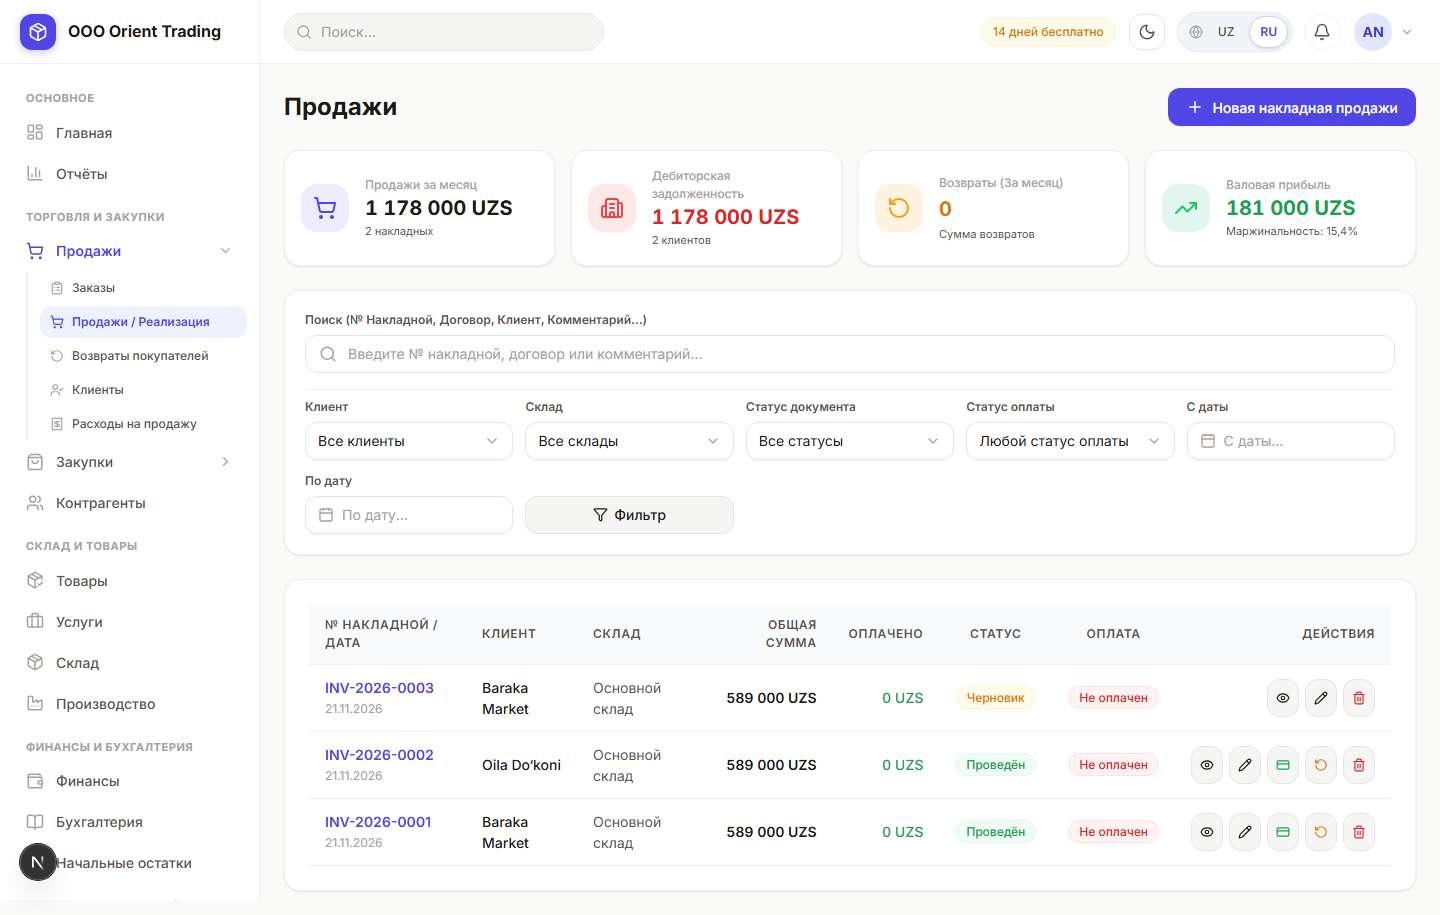 OOO Orient Trading
Поиск...
14 дней бесплатно
UZ
RU
AN
ОСНОВНОЕ
Главная
Отчёты
ТОРГОВЛЯ И ЗАКУПКИ
Продажи
Заказы
Продажи / Реализация
Возвраты покупателей
Клиенты
Расходы на продажу
Закупки
Контрагенты
СКЛАД И ТОВАРЫ
Товары
Услуги
Склад
Производство
ФИНАНСЫ И БУХГАЛТЕРИЯ
Финансы
Бухгалтерия
N
Начальные остатки
Продажи
Новая накладная продажи
Продажи за месяц
1 178 000 UZS
2 накладных
Дебиторская
задолженность
1 178 000 UZS
2 клиентов
Возвраты (За месяц)
0
Сумма возвратов
Валовая прибыль
181 000 UZS
Маржинальность: 15,4%
Поиск (№ Накладной, Договор, Клиент, Комментарий...)
Введите № накладной, договор или комментарий...
Клиент
Склад
Статус документа
Статус оплаты
С даты
Все клиенты
Все склады
Все статусы
Любой статус оплаты
С даты...
По дату
По дату...
Фильтр
№ НАКЛАДНОЙ /
ДАТА
КЛИЕНТ
СКЛАД
ОБЩАЯ
СУММА
ОПЛАЧЕНО
СТАТУС
ОПЛАТА
ДЕЙСТВИЯ
INV-2026-0003
21.11.2026
Baraka
Market
Основной
склад
589 000 UZS
0 UZS
Черновик
Не оплачен
INV-2026-0002
21.11.2026
Oila Do‘koni
Основной
склад
589 000 UZS
0 UZS
Проведён
Не оплачен
INV-2026-0001
21.11.2026
Baraka
Market
Основной
склад
589 000 UZS
0 UZS
Проведён
Не оплачен